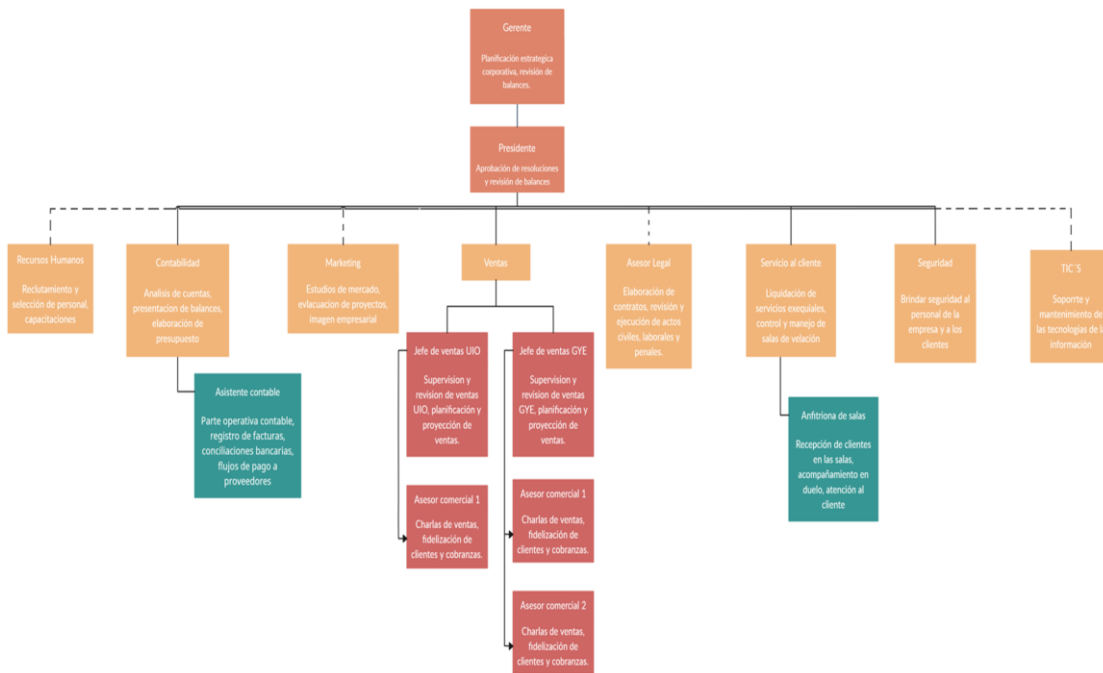 Gerente
Planificación estrategica
corporativa, revisión de
balances.
Presidente
Aprobación de resoluciones
y revisión de balances
Recursos Humanos
Reclutamiento y
selección de personal,
capacitaciones
Contabilidad
Analisis de cuentas,
presentacion de balances,
elaboración de
presupuesto
Marketing
Estudios de mercado,
evlacuacion de proyectos,
imagen empresarial
Ventas
Asesor Legal
Elaboración de
contratos, revisión y
ejecución de actos
civiles, laborales y
penales.
Servicio al cliente
Liquidación de
servicios exequiales,
control y manejo de
salas de velación
Seguridad
Brindar seguridad al
personal de la
empresa y a los
clientes
TIC ´S
Soporrte y
mantenimiento de
las tecnologias de la
información
Asistente contable
Parte operativa contable,
registro de facturas,
conciliaciones bancarias,
flujos de pago a
proveedores
Jefe de ventas UIO
Supervision y
revision de ventas
UIO, planificación y
proyección de
ventas.
Jefe de ventas GYE
Supervision y
revision de ventas
GYE, planificación y
proyección de
ventas.
Anfitriona de salas
Recepción de clientes
en las salas,
acompañamiento en
duelo, atención al
cliente
Asesor comercial 1
Charlas de ventas,
fidelización de
clientes y cobranzas.
Asesor comercial 1
Charlas de ventas,
fidelización de
clientes y cobranzas.
Asesor comercial 2
Charlas de ventas,
fidelización de
clientes y cobranzas.